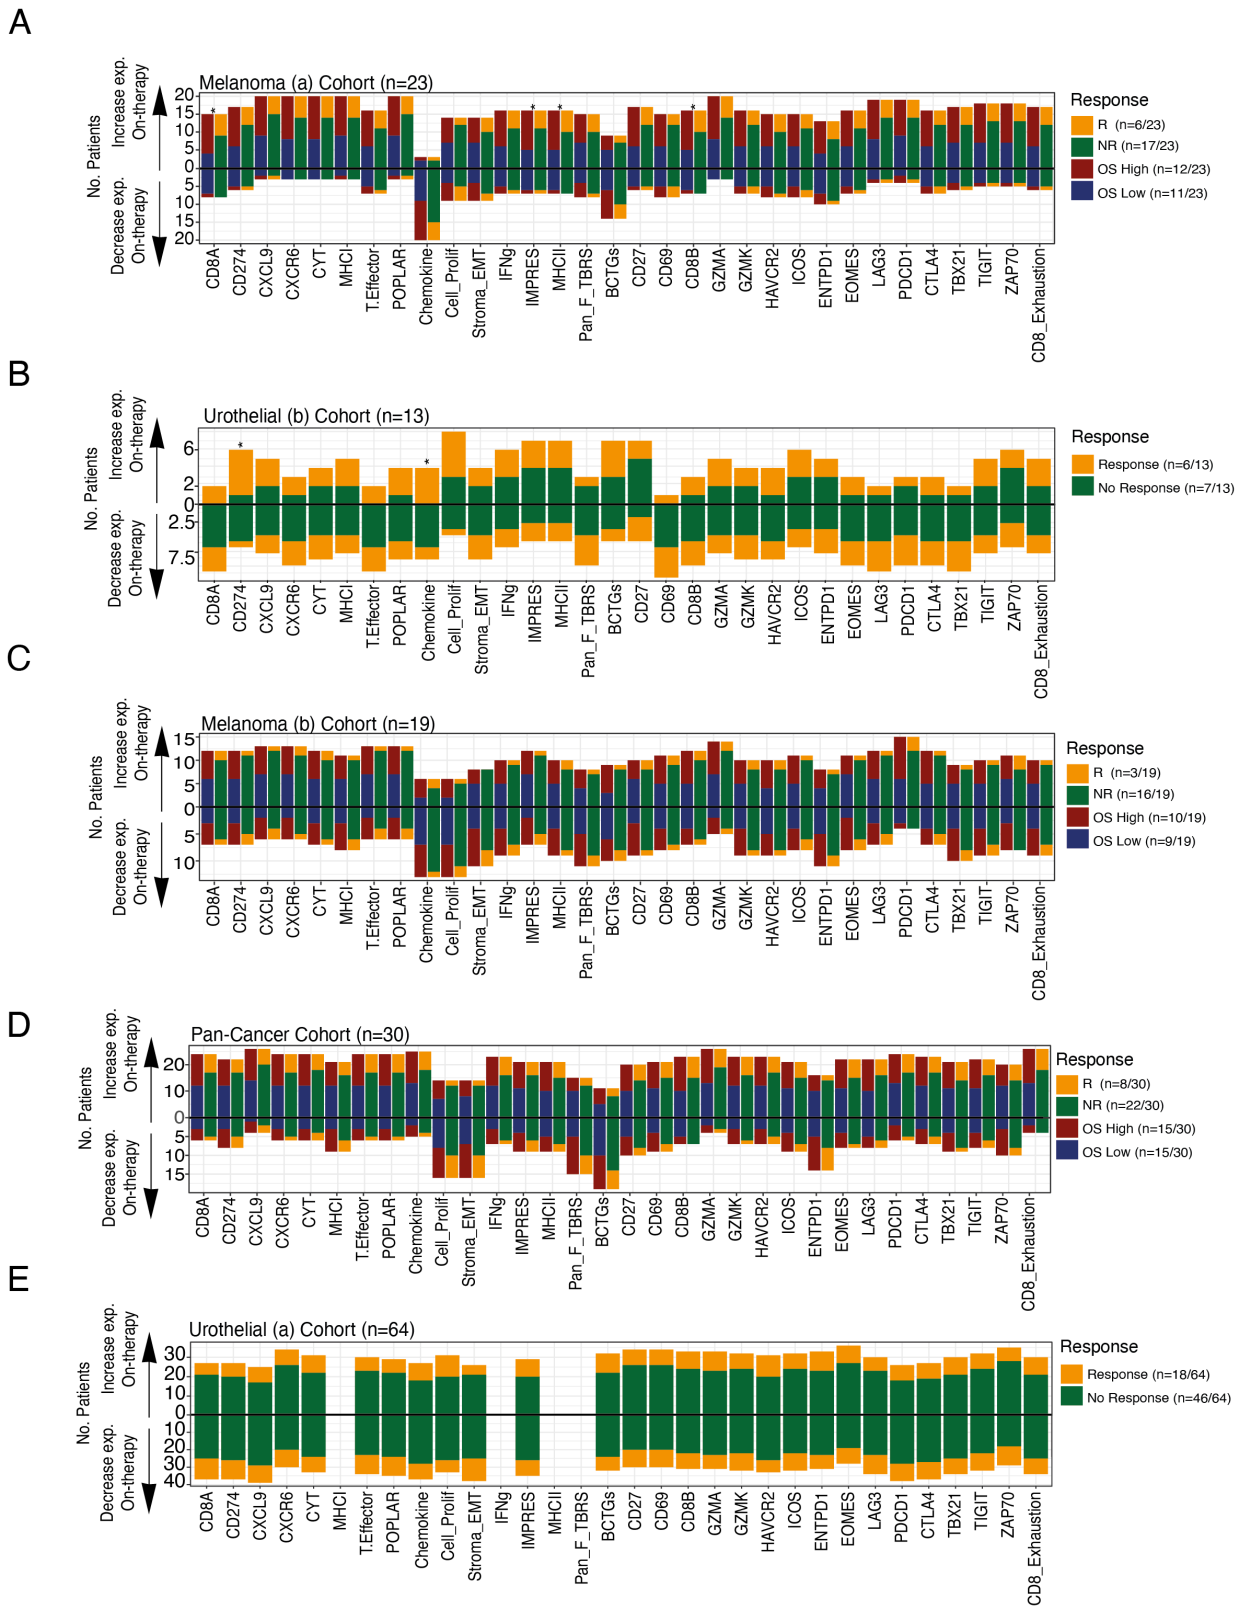 A
Melanoma (a) Cohort (n=23)
No. Patients
Increase exp.
On-therapy
Decrease exp.
On-therapy
20
15
10
5
0
5
10
15
20
*
*
*
*
CD8A
CD274
CXCL9
CXCR6
CYT
MHCI
T.Effector
POPLAR
Chemokine
Cell_Prolif
Stroma_EMT
IFNg
IMPRES
MHCII
Pan_F_TBRS
BCTGs
CD27
CD69
CD8B
GZMA
GZMK
HAVCR2
ICOS
ENTPD1
EOMES
LAG3
PDCD1
CTLA4
TBX21
TIGIT
ZAP70
CD8_Exhaustion
Response
R (n=6/23)
NR (n=17/23)
OS High (n=12/23)
OS Low (n=11/23)
B
Urothelial (b) Cohort (n=13)
No. Patients
Increase exp.
On-therapy
Decrease exp.
On-therapy
6
2
0
2.5
7.5
*
*
CD8A
CD274
CXCL9
CXCR6
CYT
MHCI
T.Effector
POPLAR
Chemokine
Cell_Prolif
Stroma_EMT
IFNg
IMPRES
MHCII
Pan_F_TBRS
BCTGs
CD27
CD69
CD8B
GZMA
GZMK
HAVCR2
ICOS
ENTPD1
EOMES
LAG3
PDCD1
CTLA4
TBX21
TIGIT
ZAP70
CD8_Exhaustion
Response
Response (n=6/13)
No Response (n=7/13)
C
Melanoma (b) Cohort (n=19)
No. Patients
Increase exp.
On-therapy
Decrease exp.
On-therapy
15
10
5
0
5
10
CD8A
CD274
CXCL9
CXCR6
CYT
MHCI
T.Effector
POPLAR
Chemokine
Cell_Prolif
Stroma_EMT
IFNg
IMPRES
MHCII
Pan_F_TBRS
BCTGs
CD27
CD69
CD8B
GZMA
GZMK
HAVCR2
ICOS
ENTPD1
EOMES
LAG3
PDCD1
CTLA4
TBX21
TIGIT
ZAP70
CD8_Exhaustion
Response
R (n=3/19)
NR (n=16/19)
OS High (n=10/19)
OS Low (n=9/19)
D
Pan-Cancer Cohort (n=30)
No. Patients
Increase exp.
On-therapy
Decrease exp.
On-therapy
20
10
0
5
10
15
CD8A
CD274
CXCL9
CXCR6
CYT
MHCI
T.Effector
POPLAR
Chemokine
Cell_Prolif
Stroma_EMT
IFNg
IMPRES
MHCII
Pan_F_TBRS
BCTGs
CD27
CD69
CD8B
GZMA
GZMK
HAVCR2
ICOS
ENTPD1
EOMES
LAG3
PDCD1
CTLA4
TBX21
TIGIT
ZAP70
CD8_Exhaustion
Response
R (n=8/30)
NR (n=22/30)
OS High (n=15/30)
OS Low (n=15/30)
E
Urothelial (a) Cohort (n=64)
No. Patients
Increase exp.
On-therapy
Decrease exp.
On-therapy
30
20
10
0
10
20
30
40
CD8A
CD274
CXCL9
CXCR6
CYT
MHCI
T.Effector
POPLAR
Chemokine
Cell_Prolif
Stroma_EMT
IFNg
IMPRES
MHCII
Pan_F_TBRS
BCTGs
CD27
CD69
CD8B
GZMA
GZMK
HAVCR2
ICOS
ENTPD1
EOMES
LAG3
PDCD1
CTLA4
TBX21
TIGIT
ZAP70
CD8_Exhaustion
Response
Response (n=18/64)
No Response (n=46/64)